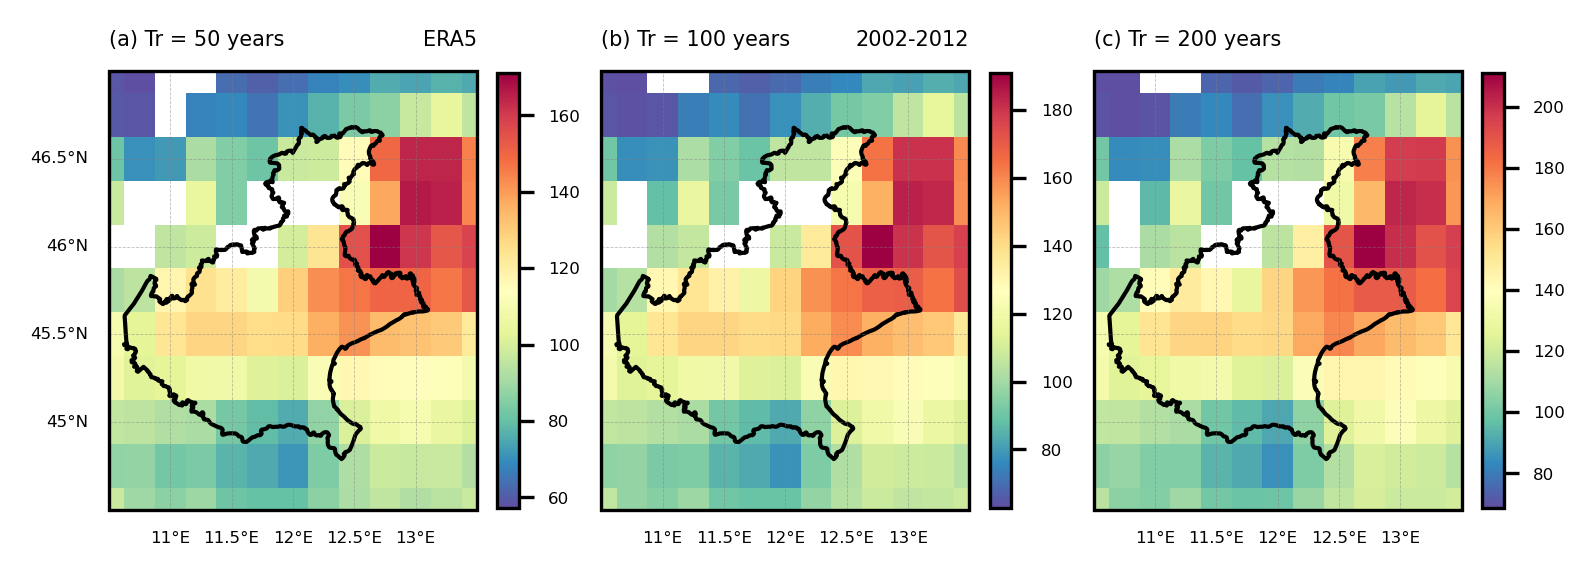 (a) Tr = 50 years ERA5
(b) Tr = 100 years 2002-2012
(c) Tr = 200 years
46.5°N
46°N
45.5°N
45°N
11°E 11.5°E 12°E 12.5°E 13°E
160
140
120
100
80
60
11°E 11.5°E 12°E 12.5°E 13°E
180
160
140
120
100
80
11°E 11.5°E 12°E 12.5°E 13°E
200
180
160
140
120
100
80